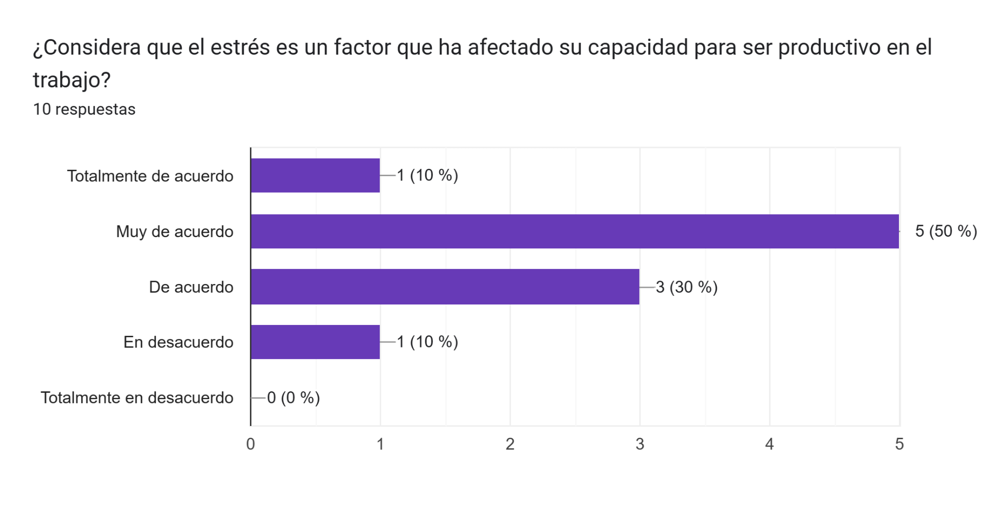 ¿Considera que el estrés es un factor que ha afectado su capacidad para ser productivo en el
trabajo?
10 respuestas
Totalmente de acuerdo
1 (10 %)
Muy de acuerdo
5 (50 %)
De acuerdo
3 (30 %)
En desacuerdo
1 (10 %)
Totalmente en desacuerdo
0 (0 %)
0 1 2 3 4 5